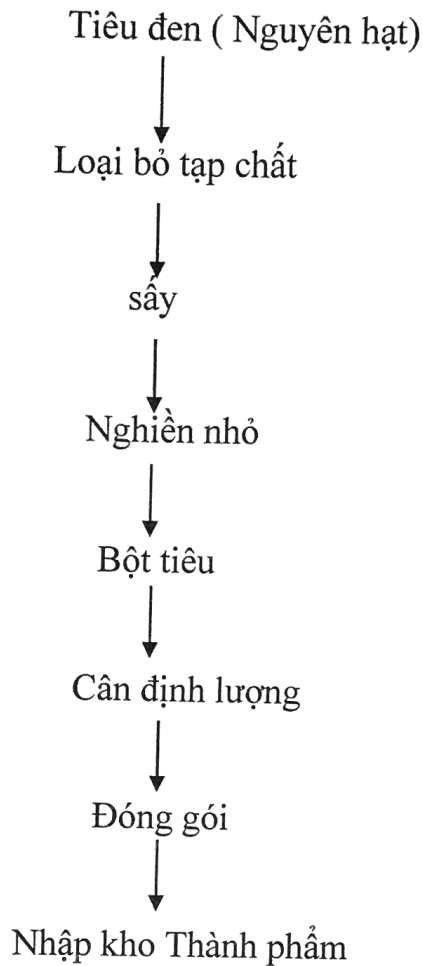 Tiêu đen ( Nguyên hạt)
Loại bỏ tạp chất
sấy
Nghiền nhỏ
Bột tiêu
Cân định lượng
Đóng gói
Nhập kho Thành phẩm